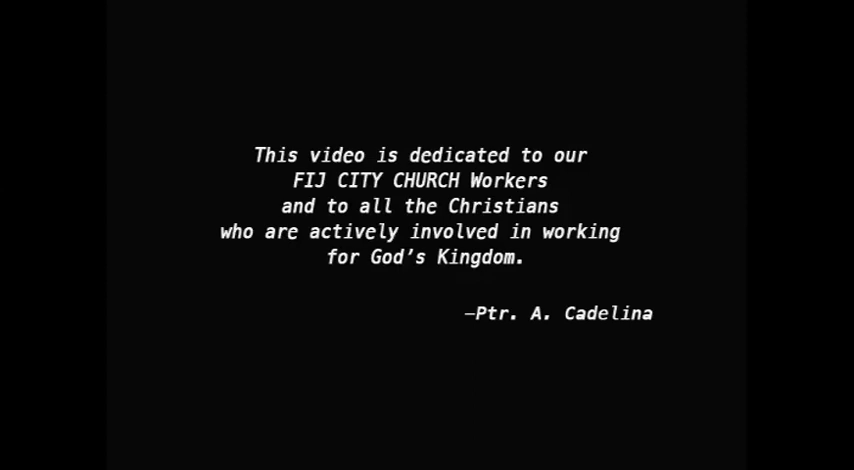 This video is dedicated to our
FIJ CITY CHURCH Workers
and to all the Christians
who are actively involved in working
for God's Kingdom.
–Ptr. A. Cadelina